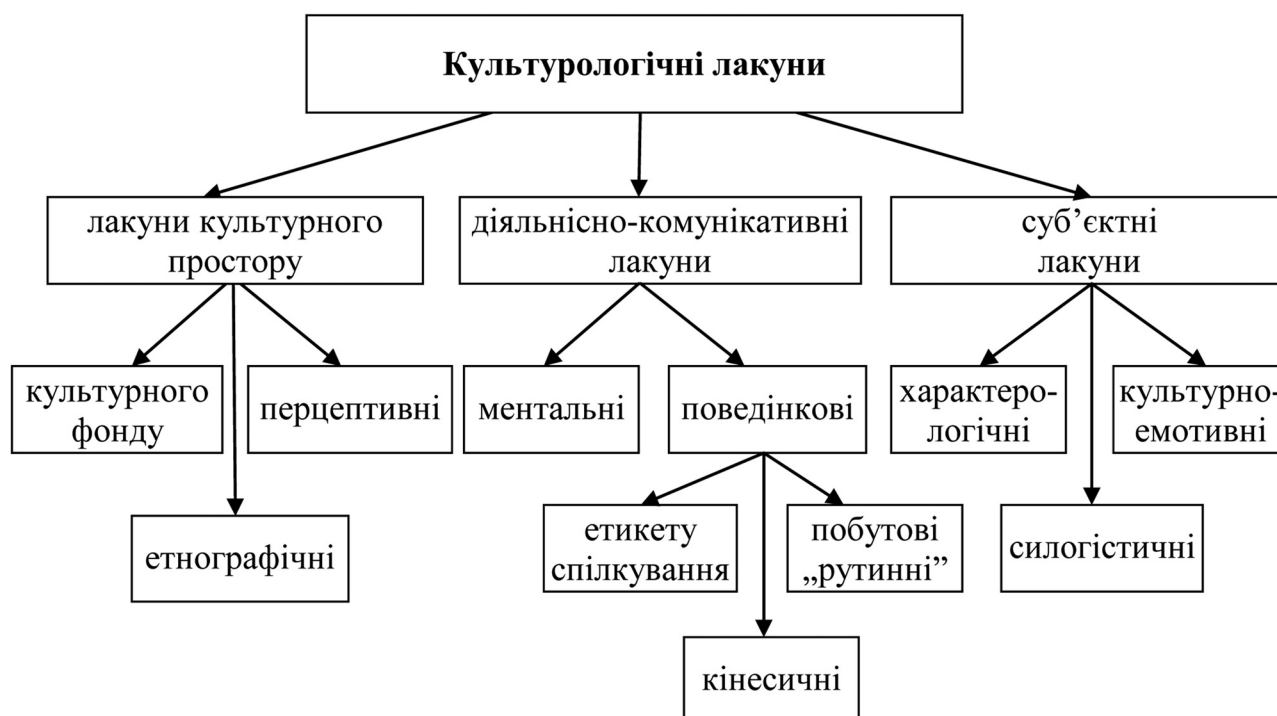 Культурологічні лакуни
лакуни культурного
простору
діяльнісно-комунікативні
лакуни
суб’єктні
лакуни
культурного
фонду
перцептивні
ментальні
поведінкові
характеро-
логічні
культурно-
емотивні
етнографічні
етикету
спілкування
побутові
„рутинні”
силогістичні
кінесичні